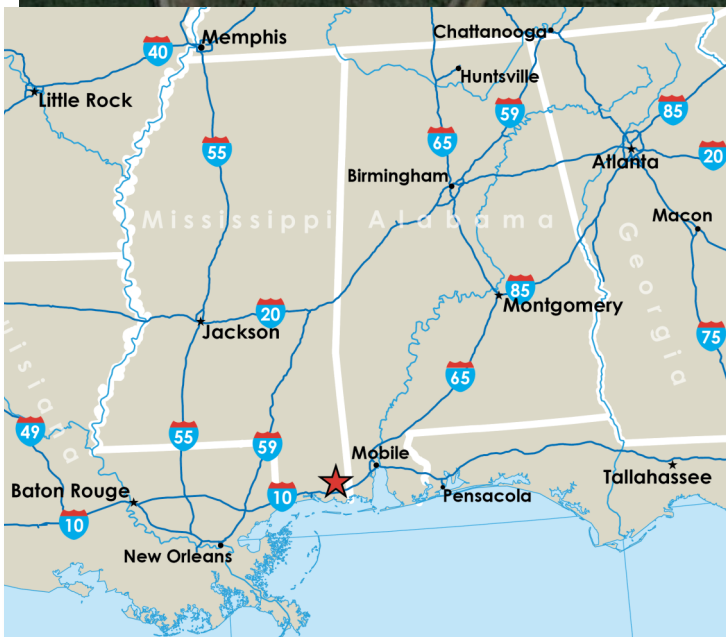 Memphis
Chattanooga
40
Huntsville
Little Rock
59
85
55
65
Atlanta
20
Birmingham
Mississippi
Alabama
Macon
Georgia
85
Montgomery
20
Jackson
75
uisiana
65
49
55
59
Mobile
Baton Rouge
10
Tallahassee
Pensacola
10
New Orleans